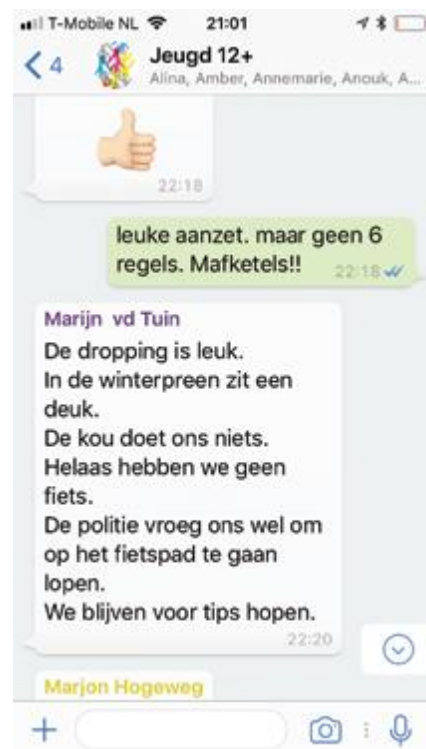 T-Mobile NL 21:01
4 Jeugd 12+
Alina, Amber, Annemarie, Anouk, A...
22:18
leuke aanzet. maar geen 6
regels. Mafketels!! 22:18
Marijn vd Tuin
De dropping is leuk.
In de winterpreen zit een
deuk.
De kou doet ons niets.
Helaas hebben we geen
fiets.
De politie vroeg ons wel om
op het fietspad te gaan
lopen.
We blijven voor tips hopen.
22:20
Marjon Hogeweg